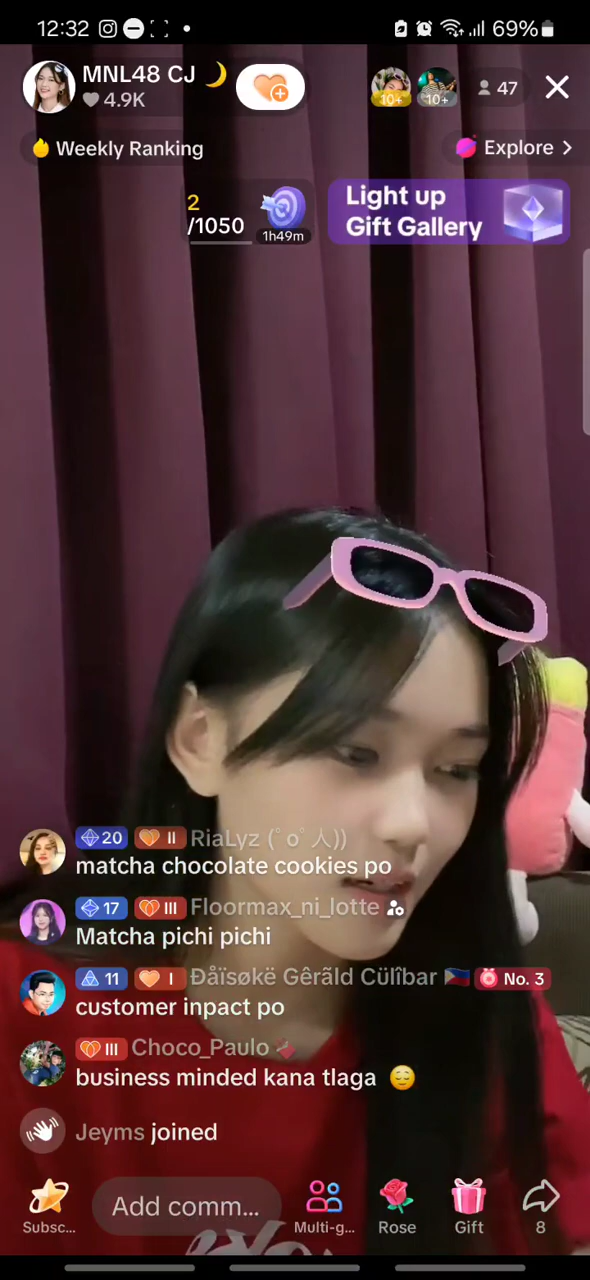 12:32
69%
MNL48 CJ 🌙
4.9K
10+
10+
47
Weekly Ranking
Explore >
2
/1050
1h49m
Light up
Gift Gallery
20 II RiaLyz (ﾟoﾟ人))
matcha chocolate cookies po
17 III Floormax_ni_lotte
Matcha pichi pichi
11 I Ðåïsøkë Gêrãld Cülîbar 🇵🇭 No. 3
customer inpact po
III Choco_Paulo
business minded kana tlaga 😌
Jeyms joined
Subsc...
Add comm...
Multi-g...
Rose
Gift
8